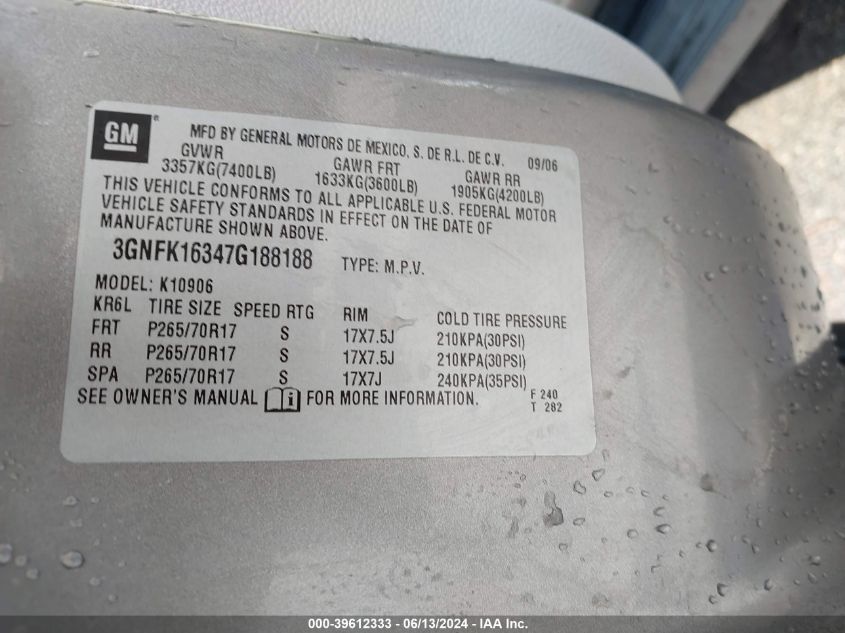 GM ® MFD BY GENERAL MOTORS DE MEXICO, S. DE R.L. DE C.V. 09/06
GVWR GAWR FRT GAWR RR
3357KG(7400LB) 1633KG(3600LB) 1905KG(4200LB)
THIS VEHICLE CONFORMS TO ALL APPLICABLE U.S. FEDERAL MOTOR
VEHICLE SAFETY STANDARDS IN EFFECT ON THE DATE OF
MANUFACTURE SHOWN ABOVE.
3GNFK16347G188188 TYPE: M.P.V.
MODEL: K10906
KR6L TIRE SIZE SPEED RTG RIM COLD TIRE PRESSURE
FRT P265/70R17 S 17X7.5J 210KPA(30PSI)
RR P265/70R17 S 17X7.5J 210KPA(30PSI)
SPA P265/70R17 S 17X7J 240KPA(35PSI)
SEE OWNER'S MANUAL i FOR MORE INFORMATION. F 240
T 282
000-39612333 - 06/13/2024 - IAA Inc.